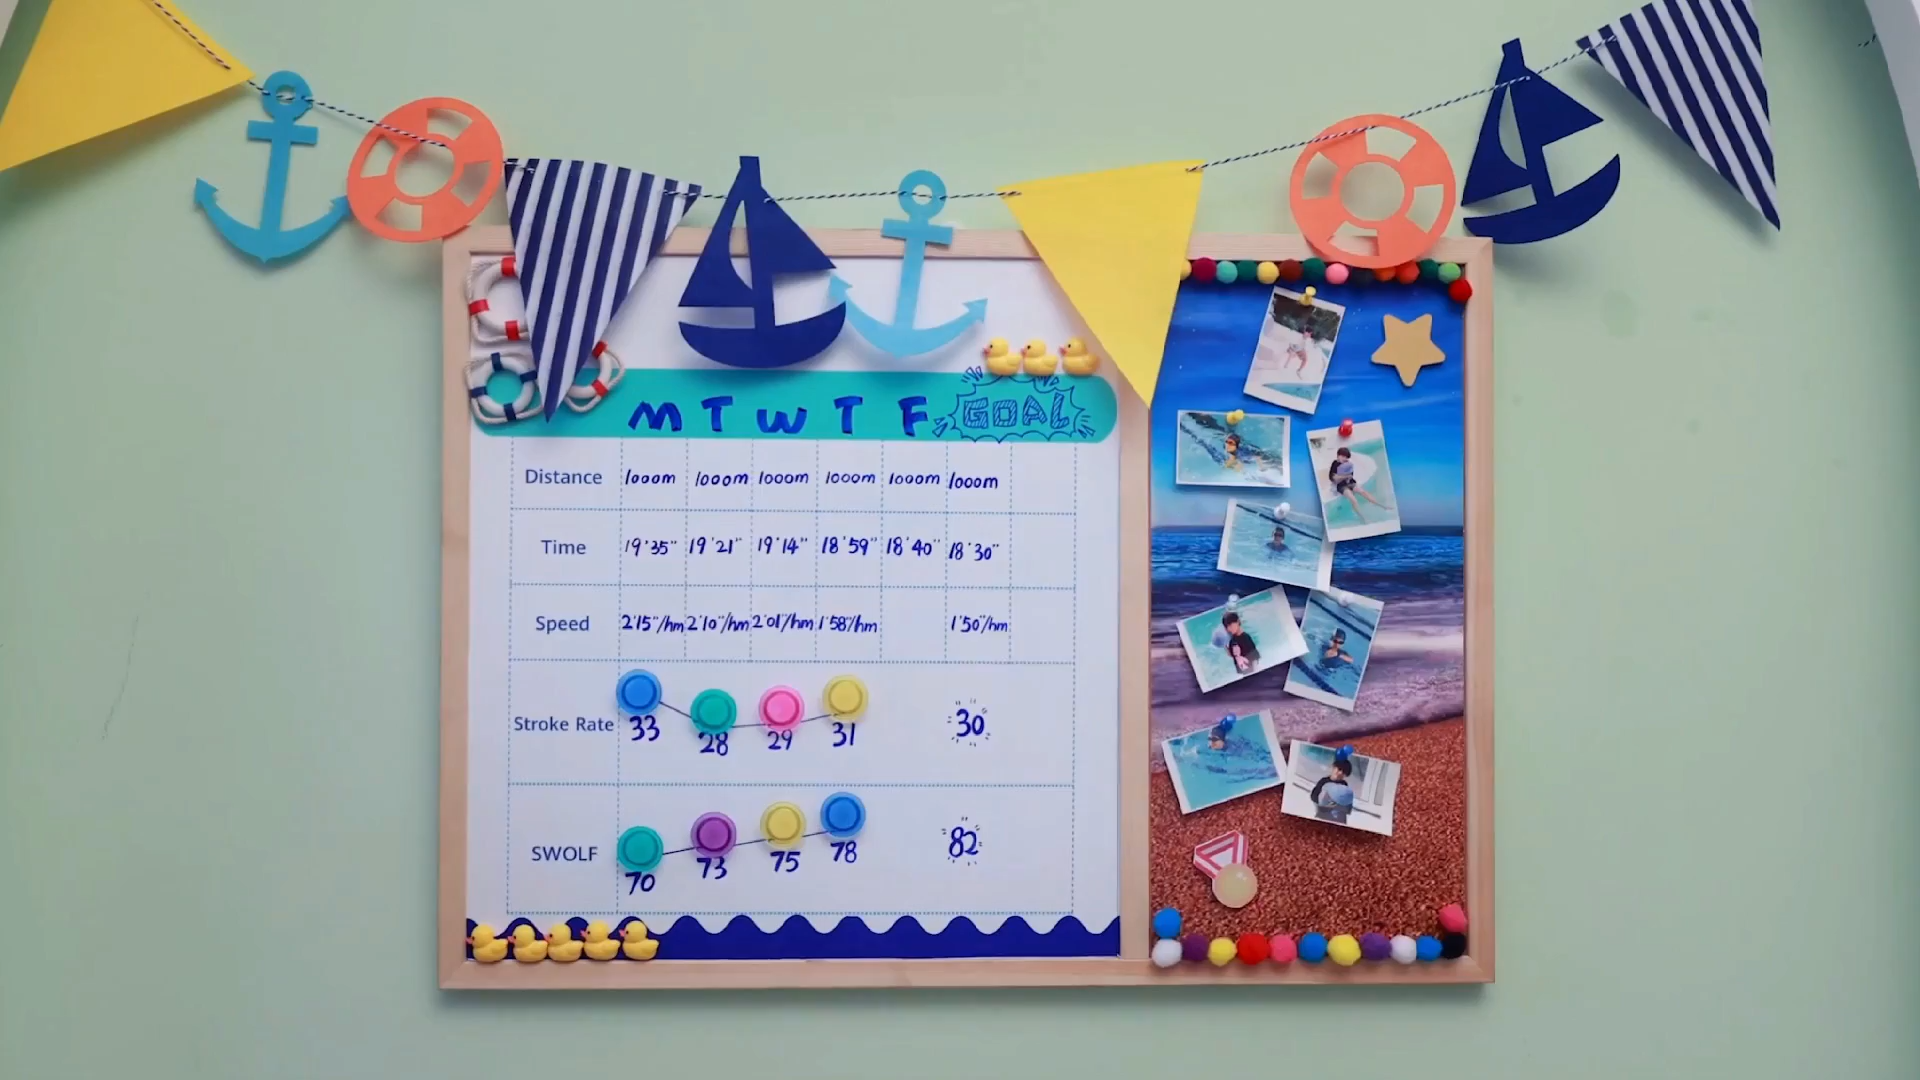 M T W T F GOAL
Distance 1000m 1000m 1000m 1000m 1000m 1000m
Time 19'35" 19'21" 19'14" 18'59" 18'40" 18'30"
Speed 2'15"/hm 2'10"/hm 2'01"/hm 1'58"/hm 1'50"/hm
Stroke Rate 33 28 29 31 30
SWOLF 70 73 75 78 82